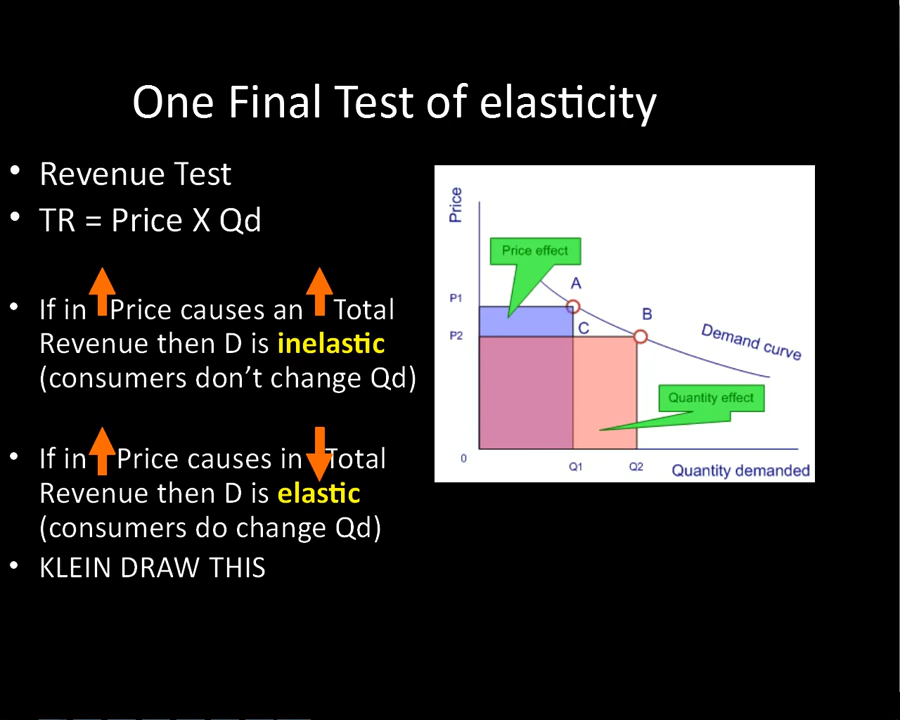 One Final Test of elasticity
• Revenue Test
• TR = Price X Qd
• If in Price causes an Total
Revenue then D is inelastic
(consumers don't change Qd)
• If in Price causes in Total
Revenue then D is elastic
(consumers do change Qd)
• KLEIN DRAW THIS
Price
Price effect
A
P1
B
C
P2
Demand curve
Quantity effect
0
Q1
Q2
Quantity demanded